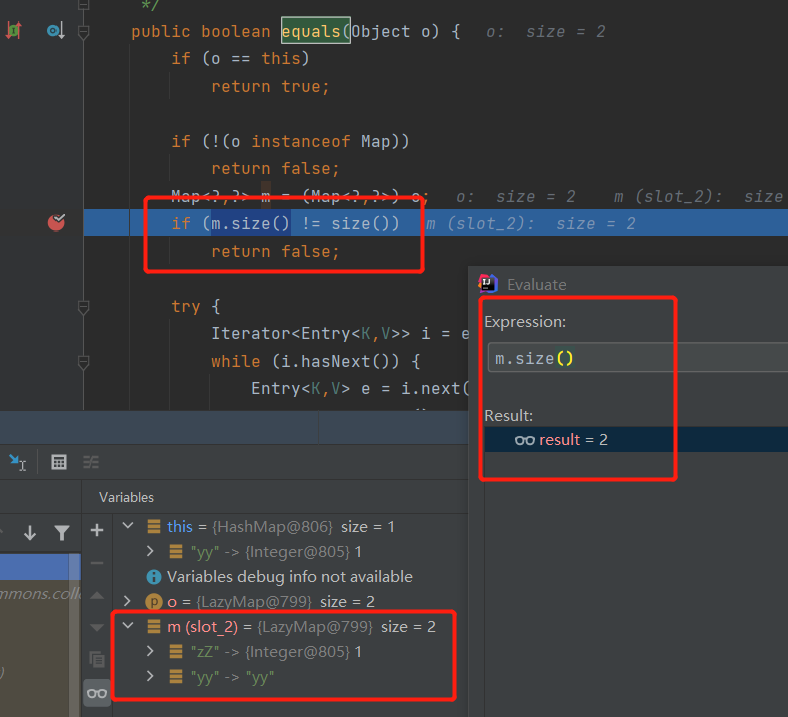 */
public boolean equals(Object o) {  o:  size = 2
if (o == this)
return true;
if (!(o instanceof Map))
return false;
Map<?,?> m = (Map<?,?>) o;  o:  size = 2    m (slot_2):  size
if (m.size() != size())  m (slot_2):  size = 2
return false;
try {
Iterator<Entry<K,V>> i = e
while (i.hasNext()) {
Entry<K,V> e = i.next(
Evaluate
Expression:
m.size()
Result:
result = 2
Variables
this = {HashMap@806}  size = 1
"yy" -> {Integer@805} 1
Variables debug info not available
o = {LazyMap@799}  size = 2
m (slot_2) = {LazyMap@799}  size = 2
"zZ" -> {Integer@805} 1
"yy" -> "yy"